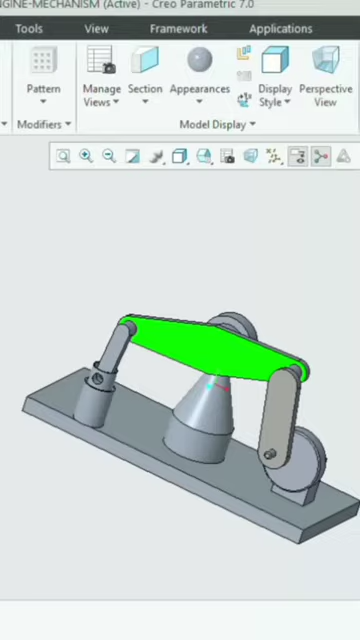 NGINE-MECHANISM (Active) - Creo Parametric 7.0
Tools View Framework Applications
Pattern Manage Views Section Appearances Display Style Perspective View
Modifiers Model Display